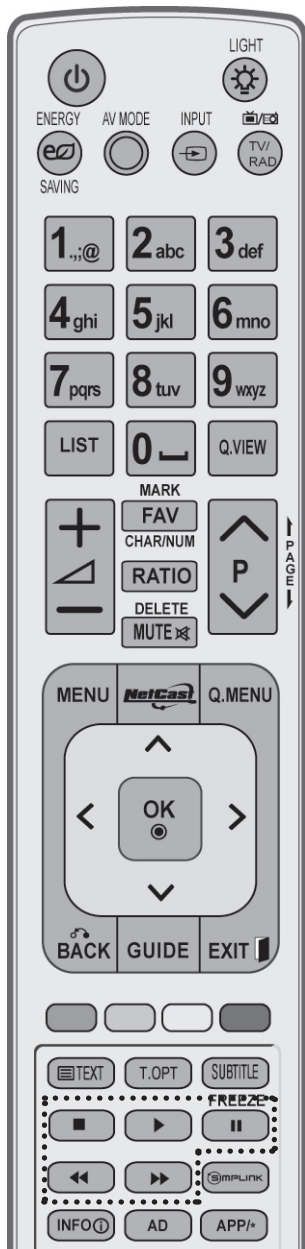 LIGHT
ENERGY AV MODE INPUT
TV/
RAD
SAVING
1.,;@ 2abc 3def
4ghi 5jkl 6mno
7pqrs 8tuv 9wxyz
LIST 0 Q.VIEW
MARK
FAV
CHAR/NUM
P
PAGE
RATIO
DELETE
MUTE
MENU NetCast Q.MENU
OK
BACK GUIDE EXIT
TEXT T.OPT SUBTITLE
FREEZE
SIMPLINK
INFO i AD APP/*